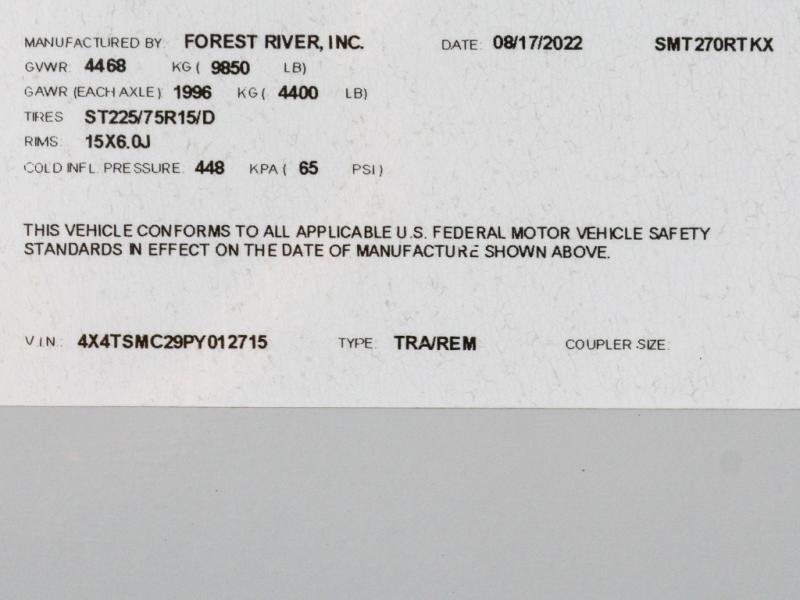 MANUFACTURED BY: FOREST RIVER, INC. DATE: 08/17/2022 SMT270RTKX
GVWR: 4468 KG ( 9850 LB)
GAWR (EACH AXLE): 1996 KG ( 4400 LB)
TIRES ST225/75R15/D
RIMS: 15X6.0J
COLD INFL. PRESSURE: 448 KPA ( 65 PSI)
THIS VEHICLE CONFORMS TO ALL APPLICABLE U.S. FEDERAL MOTOR VEHICLE SAFETY
STANDARDS IN EFFECT ON THE DATE OF MANUFACTURE SHOWN ABOVE.
V.I.N.: 4X4TSMC29PY012715 TYPE: TRA/REM COUPLER SIZE: